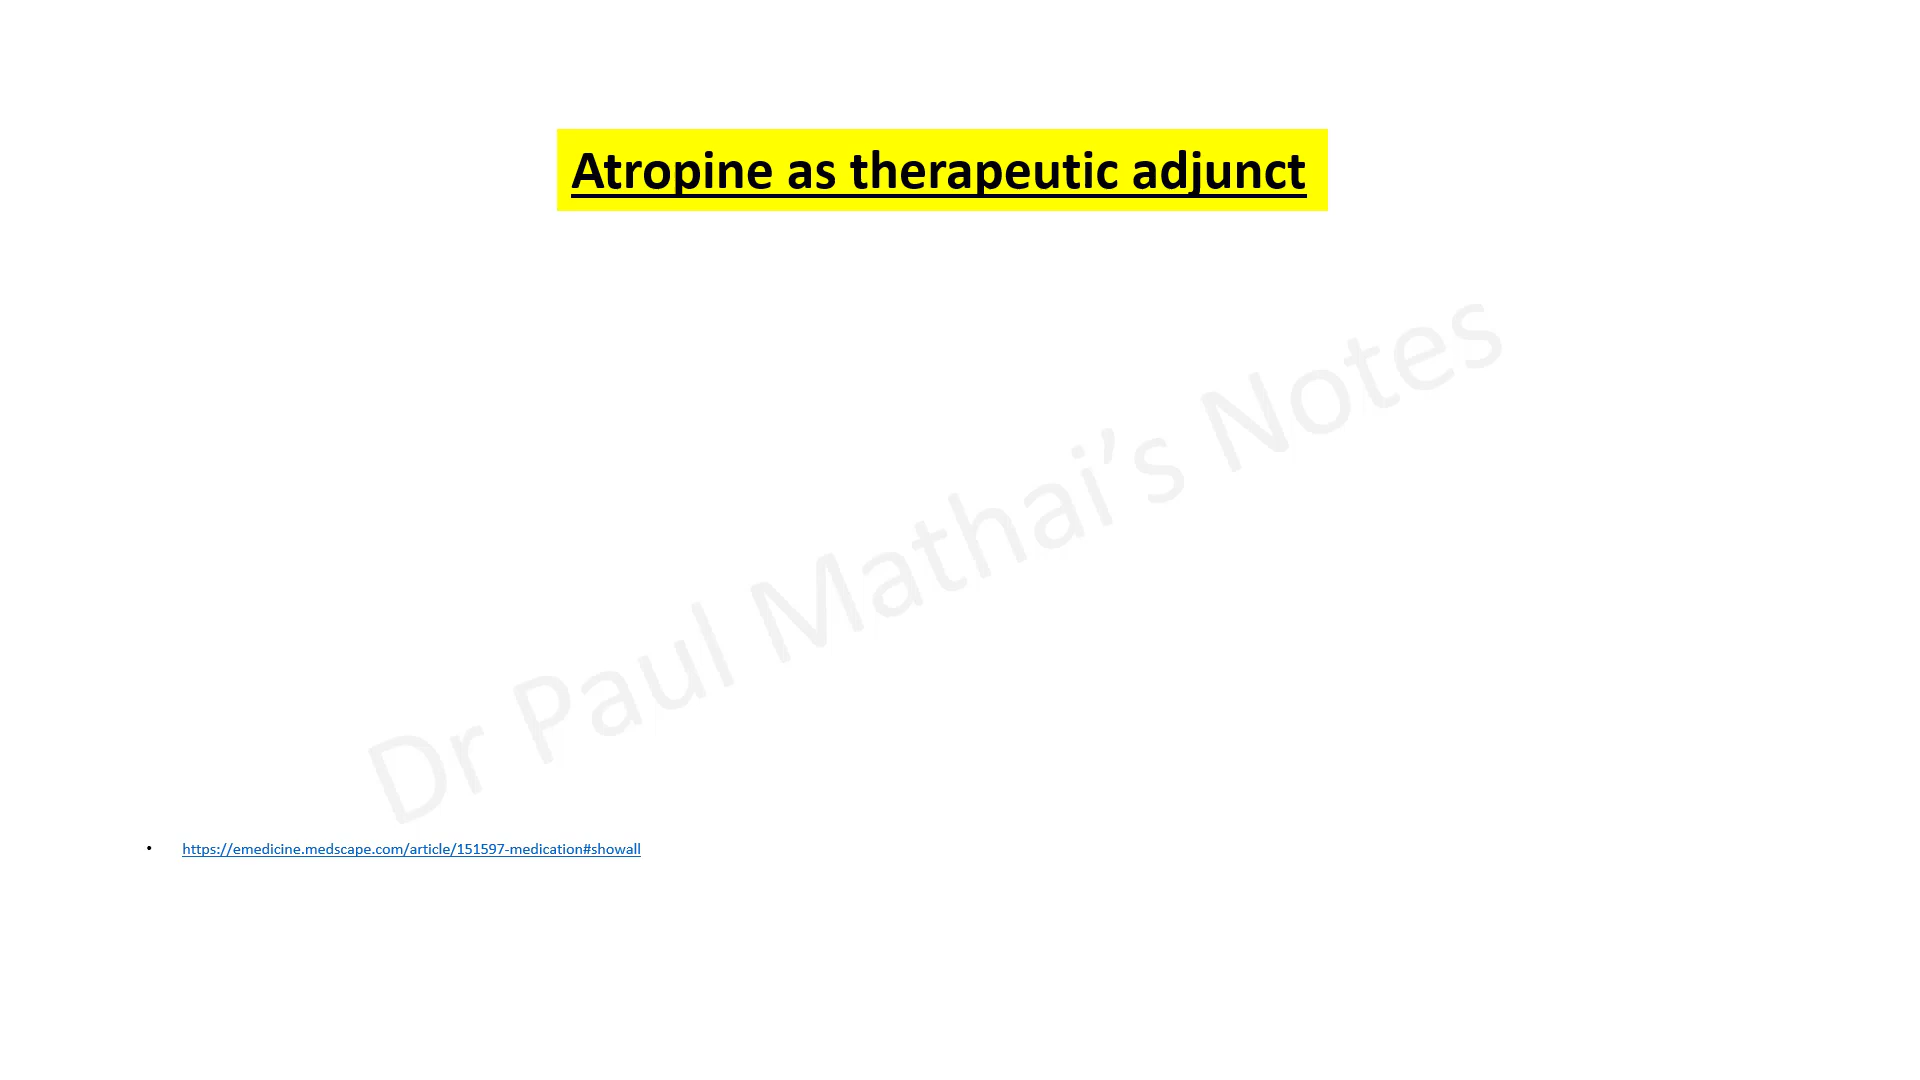 Atropine as therapeutic adjunct
Dr Paul Mathai’s Notes
• https://emedicine.medscape.com/article/151597-medication#showall